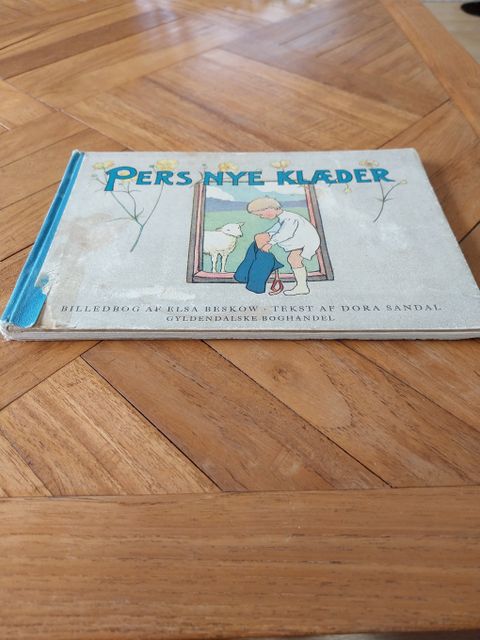 PERS NYE KLÆDER
BILLEDBOG AF ELSA BESKOW · TEKST AF DORA SANDAL
GYLDENDALSKE BOGHANDEL